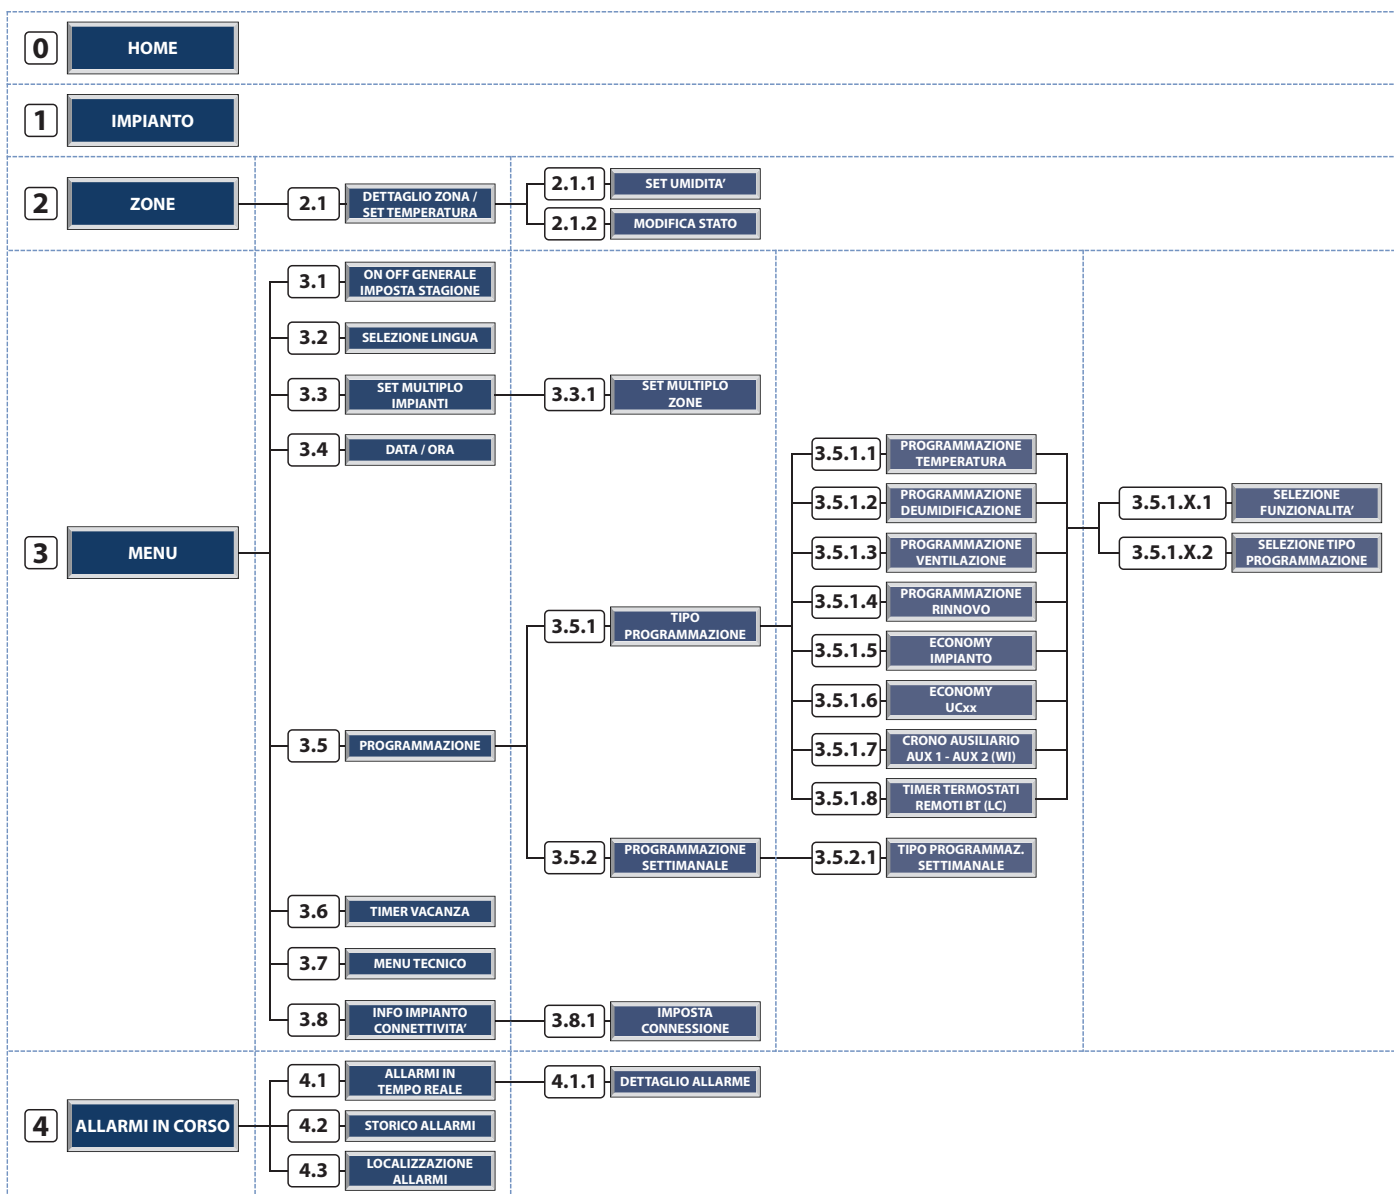 0
HOME
1
IMPIANTO
2
ZONE
2.1
DETTAGLIO ZONA /
SET TEMPERATURA
2.1.1
SET UMIDITA’
2.1.2
MODIFICA STATO
3
MENU
3.1
ON OFF GENERALE
IMPOSTA STAGIONE
3.2
SELEZIONE LINGUA
3.3
SET MULTIPLO
IMPIANTI
3.3.1
SET MULTIPLO
ZONE
3.4
DATA / ORA
3.5
PROGRAMMAZIONE
3.5.1
TIPO
PROGRAMMAZIONE
3.5.1.1
PROGRAMMAZIONE
TEMPERATURA
3.5.1.2
PROGRAMMAZIONE
DEUMIDIFICAZIONE
3.5.1.3
PROGRAMMAZIONE
VENTILAZIONE
3.5.1.4
PROGRAMMAZIONE
RINNOVO
3.5.1.5
ECONOMY
IMPIANTO
3.5.1.6
ECONOMY
UCxx
3.5.1.7
CRONO AUSILIARIO
AUX 1 - AUX 2 (WI)
3.5.1.8
TIMER TERMOSTATI
REMOTI BT (LC)
3.5.1.X.1
SELEZIONE
FUNZIONALITA’
3.5.1.X.2
SELEZIONE TIPO
PROGRAMMAZIONE
3.5.2
PROGRAMMAZIONE
SETTIMANALE
3.5.2.1
TIPO PROGRAMMAZ.
SETTIMANALE
3.6
TIMER VACANZA
3.7
MENU TECNICO
3.8
INFO IMPIANTO
CONNETTIVITA’
3.8.1
IMPOSTA
CONNESSIONE
4
ALLARMI IN CORSO
4.1
ALLARMI IN
TEMPO REALE
4.1.1
DETTAGLIO ALLARME
4.2
STORICO ALLARMI
4.3
LOCALIZZAZIONE
ALLARMI